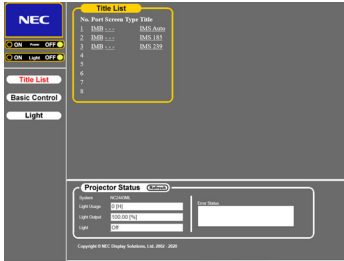 NEC
ON Power OFF
ON Light OFF
Title List
Basic Control
Light
Title List
No. Port Screen Type Title
1 IMB - - - IMS Auto
2 IMB - - - IMS 185
3 IMB - - - IMS 239
4
5
6
7
8
Projector Status (Refresh)
System NC2443ML
Light Usage 0 [H]
Light Output 100.00 [%]
Light Off
Error Status
Copyright © NEC Display Solutions, Ltd. 2002 - 2020